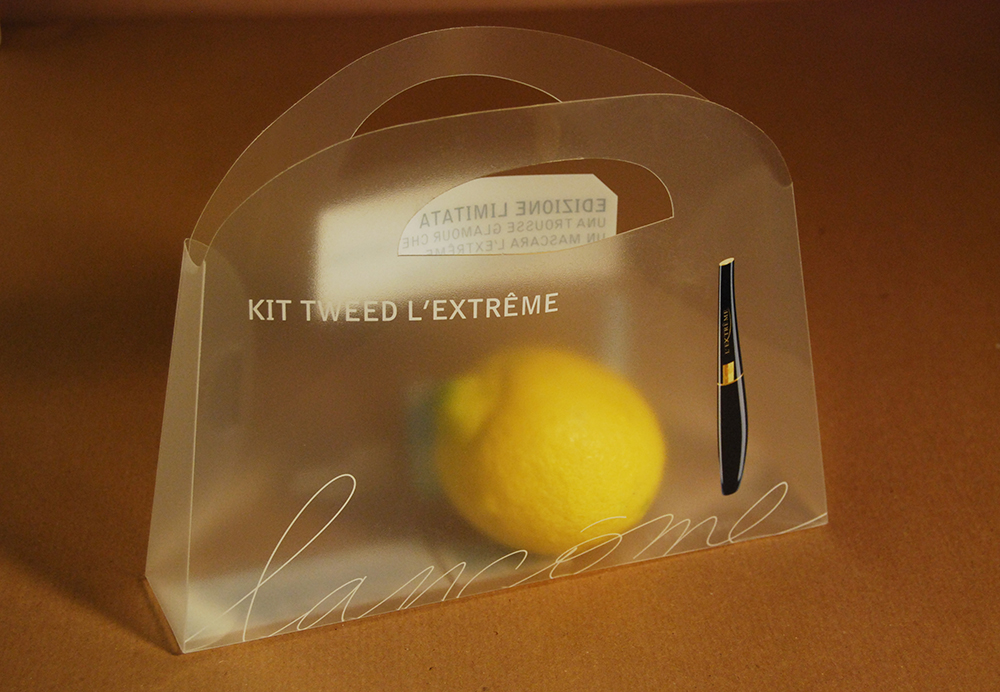 EDIZIONE LIMITATA
UNA TROUSSE GLAMOUR CHE
UN MASCARA L'EXTRÊME
KIT TWEED L'EXTRÊME
L'EXTRÊME
lancôme